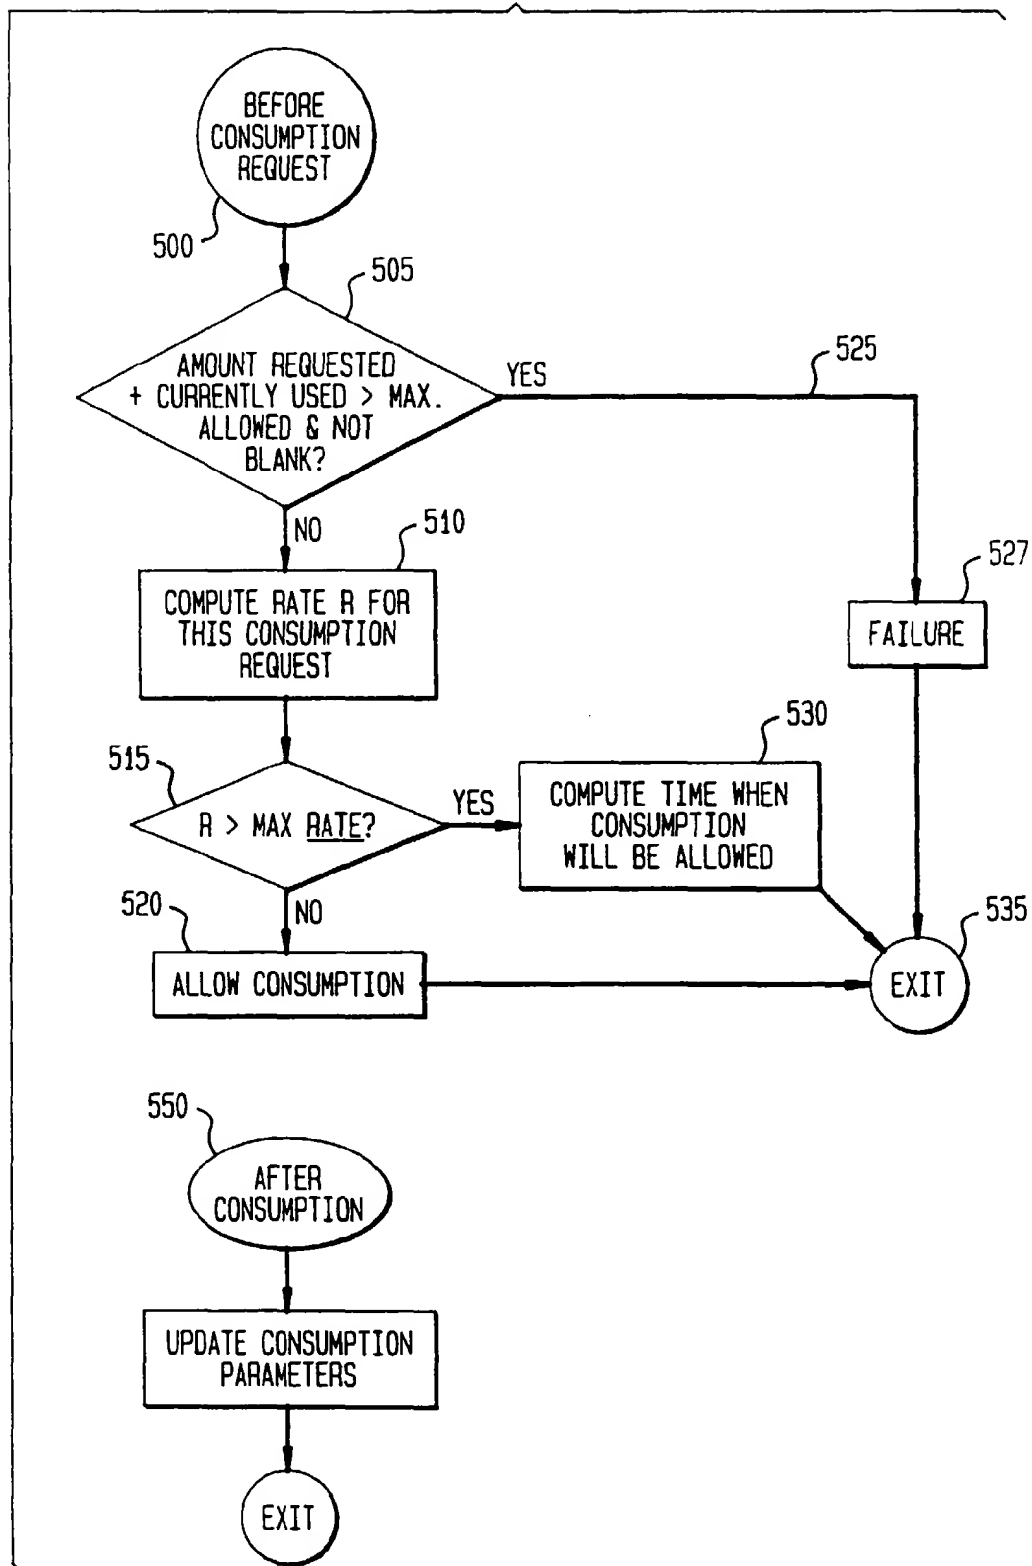 BEFORE
CONSUMPTION
REQUEST
500
505
AMOUNT REQUESTED
+ CURRENTLY USED > MAX.
ALLOWED & NOT
BLANK?
YES
525
NO
510
COMPUTE RATE R FOR
THIS CONSUMPTION
REQUEST
527
FAILURE
515
R > MAX RATE?
YES
530
COMPUTE TIME WHEN
CONSUMPTION
WILL BE ALLOWED
NO
520
ALLOW CONSUMPTION
535
EXIT
550
AFTER
CONSUMPTION
UPDATE CONSUMPTION
PARAMETERS
EXIT